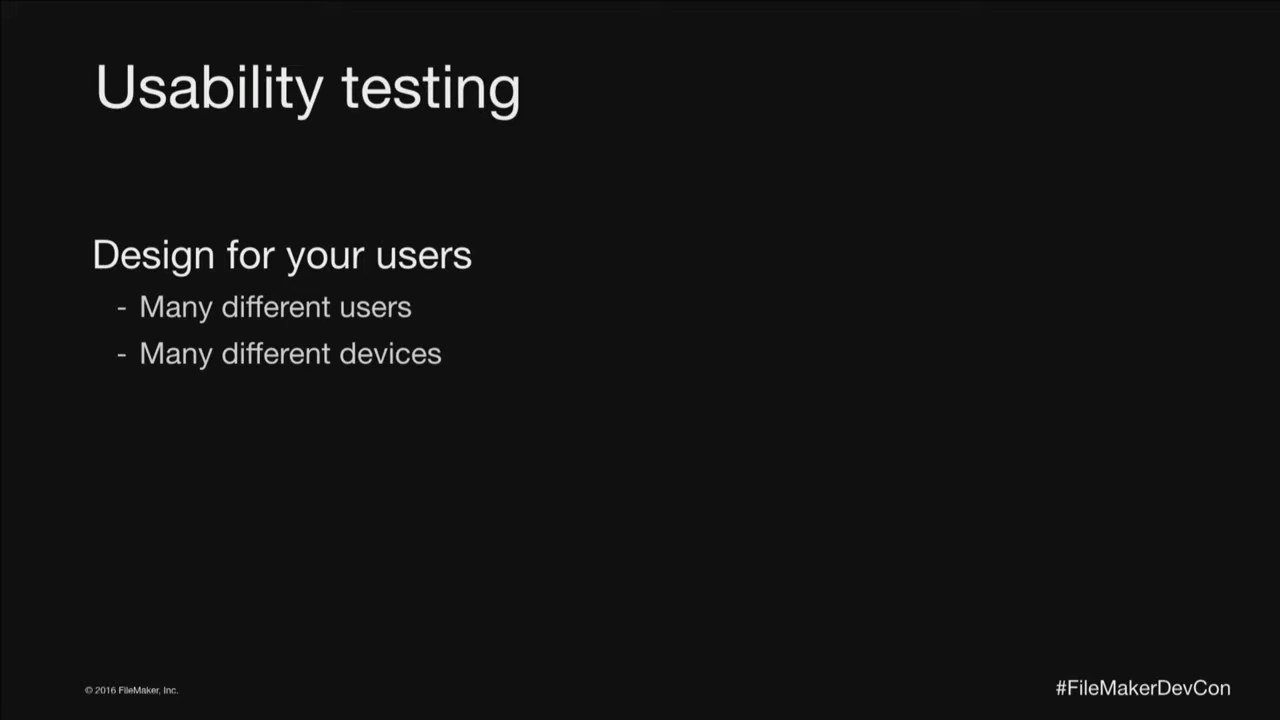 Usability testing
Design for your users
- Many different users
- Many different devices
© 2016 FileMaker, Inc.
#FileMakerDevCon